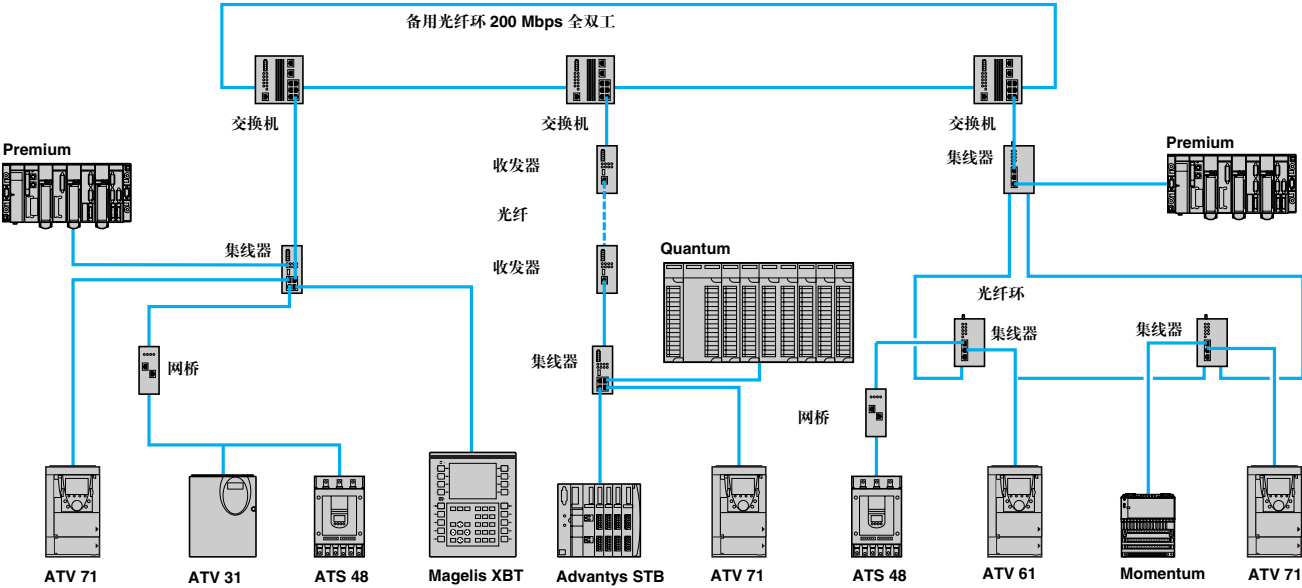 备用光纤环 200 Mbps 全双工
交换机
交换机
交换机
Premium
收发器
集线器
Premium
光纤
集线器
收发器
Quantum
光纤环
集线器
集线器
集线器
网桥
网桥
ATV 71
ATV 31
ATS 48
Magelis XBT
Advantys STB
ATV 71
ATS 48
ATV 61
Momentum
ATV 71